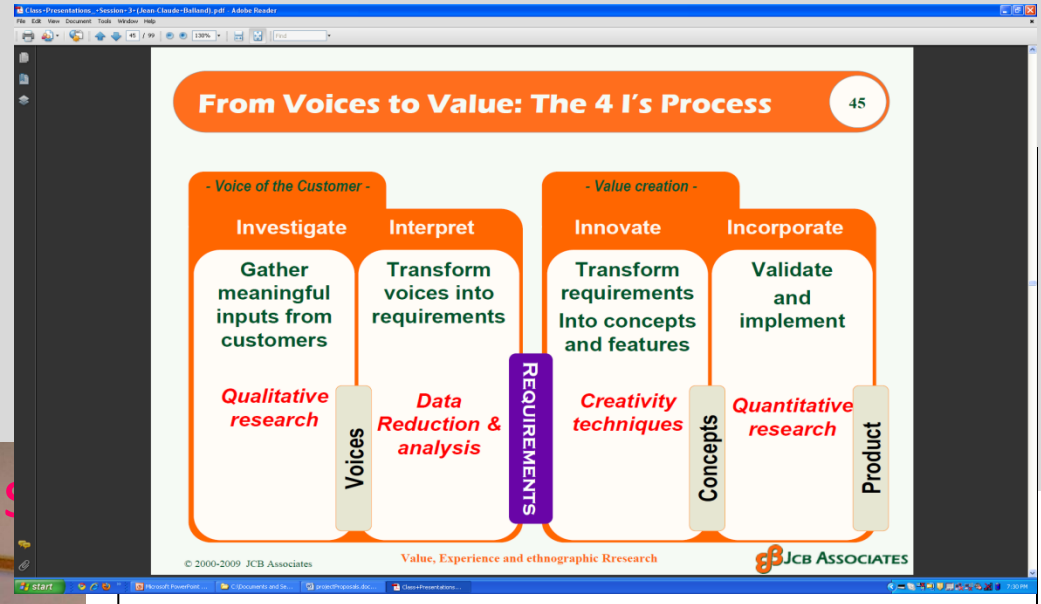 Class+Presentations_+Session+3+(Jean-Claude+Balland).pdf - Adobe Reader
File Edit View Document Tools Window Help
45 / 99 138% Find
From Voices to Value: The 4 I's Process
45
- Voice of the Customer -
- Value creation -
Investigate
Interpret
Innovate
Incorporate
Gather
meaningful
inputs from
customers
Qualitative
research
Voices
Transform
voices into
requirements
Data
Reduction &
analysis
REQUIREMENTS
Transform
requirements
Into concepts
and features
Creativity
techniques
Concepts
Validate
and
implement
Quantitative
research
Product
© 2000-2009 JCB Associates
Value, Experience and ethnographic Rresearch
JCB ASSOCIATES
start
Microsoft PowerPoint ...
C:\Documents and Se...
projectProposals.doc...
Class+Presentations...
7:30 PM